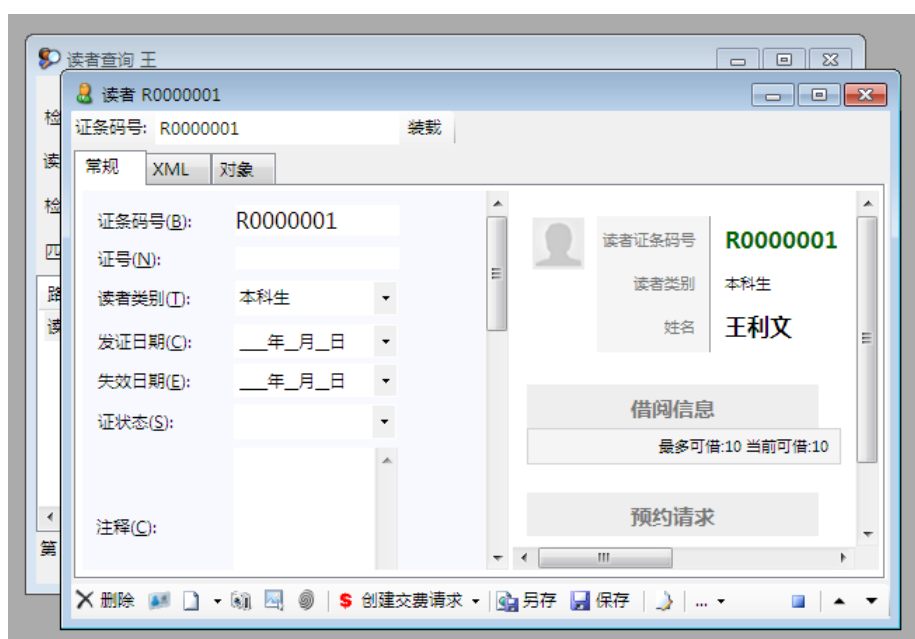 读者查询 王
读者 R0000001
证条码号: R0000001 装载
常规 XML 对象
检
读
检
四
路
读
第
证条码号(B): R0000001
证号(N):
读者类别(T): 本科生
发证日期(C): ___年_月_日
失效日期(E): ___年_月_日
证状态(S):
注释(C):
读者证条码号 R0000001
读者类别 本科生
姓名 王利文
借阅信息
最多可借:10 当前可借:10
预约请求
删除 $ 创建交费请求 另存 保存 ...